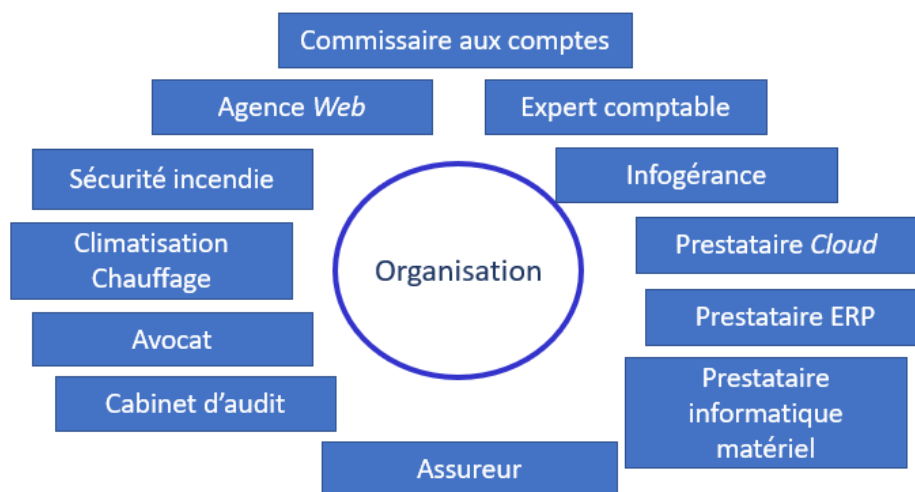 Commissaire aux comptes
Agence Web
Expert comptable
Sécurité incendie
Infogérance
Climatisation
Chauffage
Prestataire Cloud
Organisation
Avocat
Prestataire ERP
Cabinet d'audit
Prestataire
informatique
matériel
Assureur